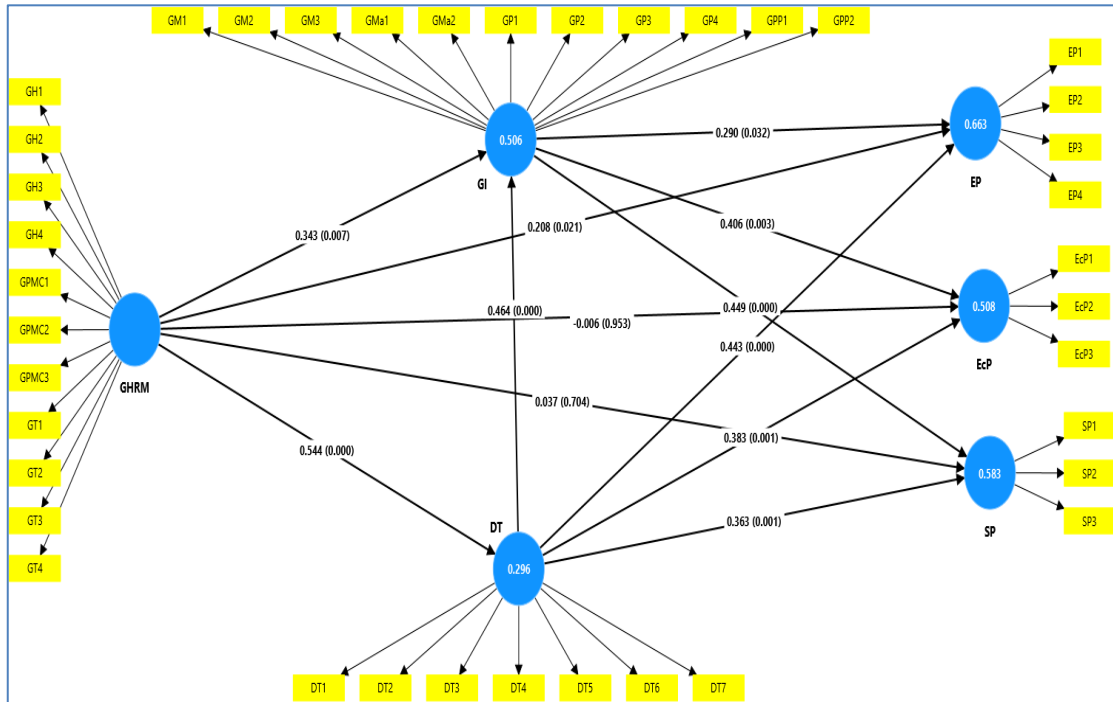 GM1 GM2 GM3 GMa1 GMa2 GP1 GP2 GP3 GP4 GPP1 GPP2
GH1
GH2
GH3
GH4
GPMC1
GPMC2
GPMC3
GT1
GT2
GT3
GT4
GHRM
0.506
GI
0.343 (0.007)
0.544 (0.000)
0.464 (0.000)
0.290 (0.032)
0.208 (0.021)
0.406 (0.003)
-0.006 (0.953)
0.449 (0.000)
0.443 (0.000)
0.037 (0.704)
0.383 (0.001)
0.363 (0.001)
DT
0.296
DT1 DT2 DT3 DT4 DT5 DT6 DT7
0.663
EP
EP1
EP2
EP3
EP4
0.508
EcP
EcP1
EcP2
EcP3
0.583
SP
SP1
SP2
SP3